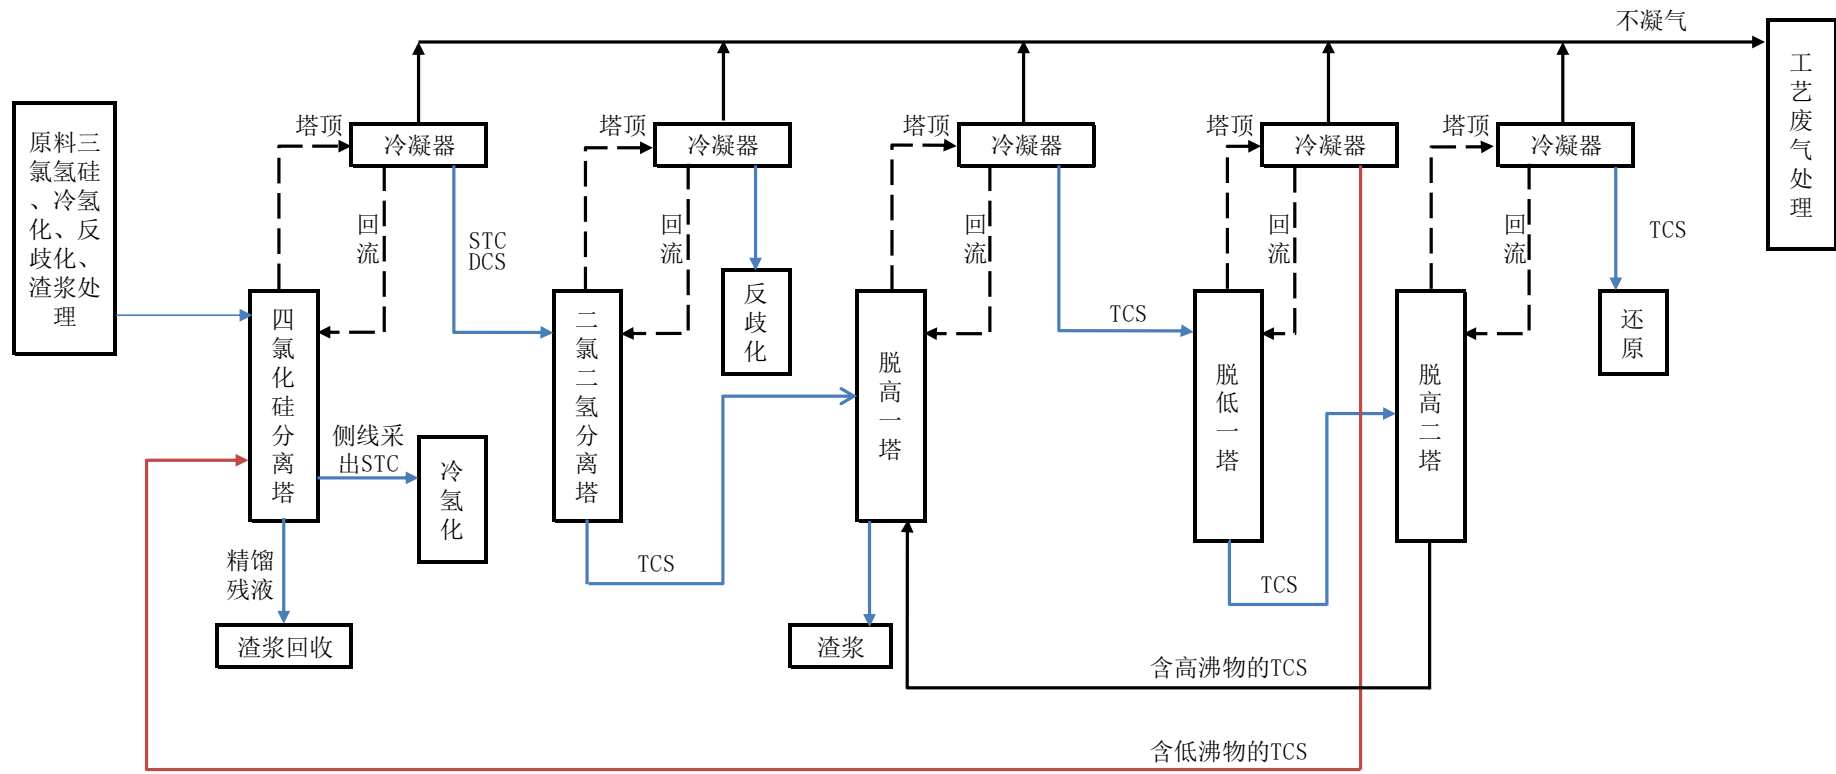 不凝气
工艺废气处理
原料三
氯氢硅
、冷氢
化、反
歧化、
渣浆处
理
塔顶
冷凝器
塔顶
冷凝器
塔顶
冷凝器
塔顶
冷凝器
塔顶
冷凝器
回流
STC
DCS
回流
回流
回流
回流
TCS
四氯化硅分离塔
二氯二氢分离塔
反歧化
脱高一塔
TCS
脱低一塔
脱高二塔
还原
侧线采
出STC
冷氢化
精馏
残液
TCS
TCS
渣浆回收
渣浆
含高沸物的TCS
含低沸物的TCS